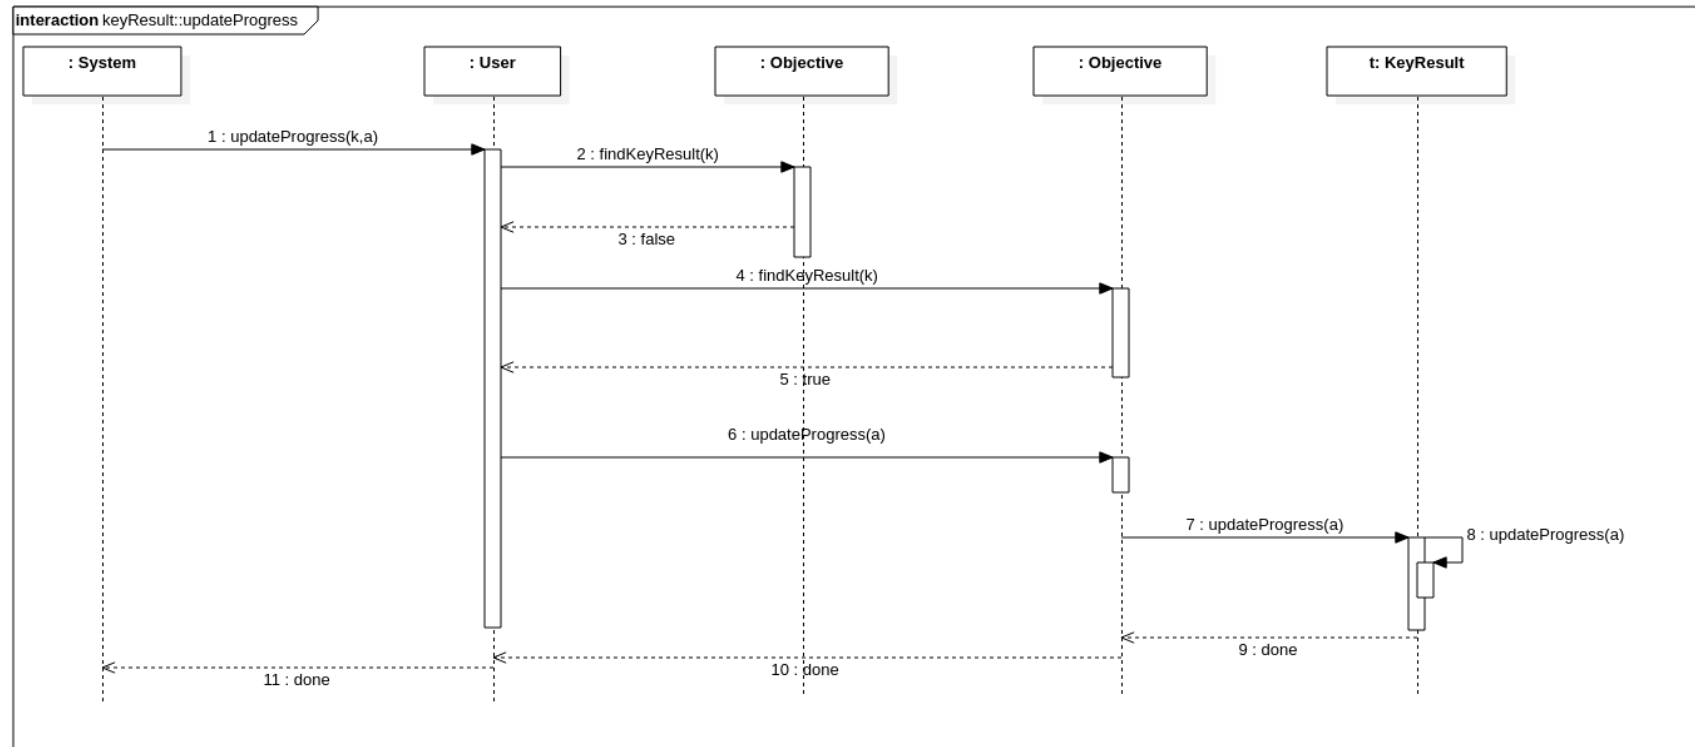 interaction keyResult::updateProgress
: System
: User
: Objective
: Objective
t: KeyResult
1 : updateProgress(k,a)
2 : findKeyResult(k)
3 : false
4 : findKeyResult(k)
5 : true
6 : updateProgress(a)
7 : updateProgress(a)
8 : updateProgress(a)
9 : done
10 : done
11 : done